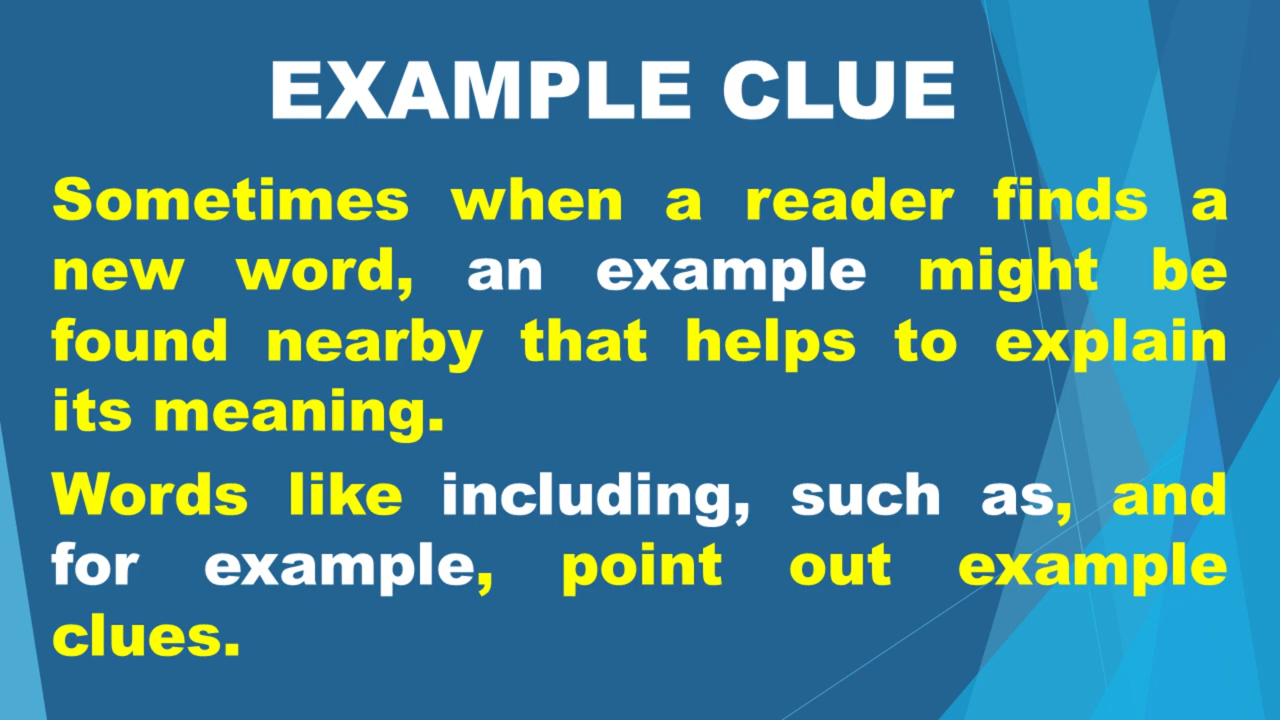 EXAMPLE CLUE
Sometimes when a reader finds a
new word, an example might be
found nearby that helps to explain
its meaning.
Words like including, such as, and
for example, point out example
clues.